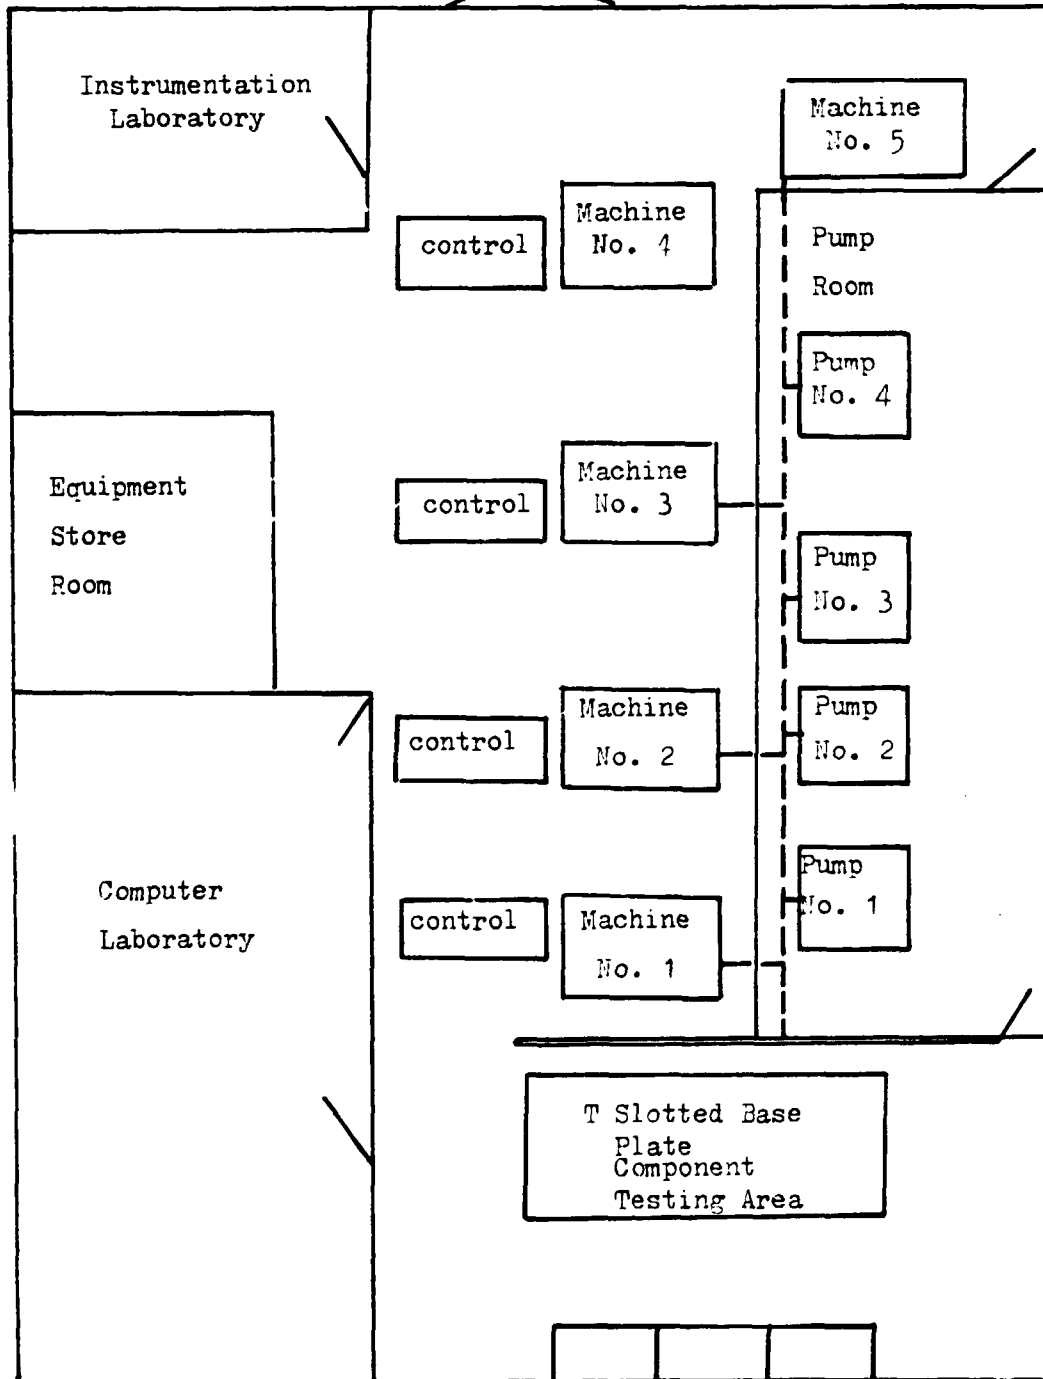 Instrumentation
Laboratory
Machine
No. 5
control
Machine
No. 4
Pump
Room
Pump
No. 4
Equipment
Store
Room
control
Machine
No. 3
Pump
No. 3
control
Machine
No. 2
Pump
No. 2
Computer
Laboratory
control
Machine
No. 1
Pump
No. 1
T Slotted Base
Plate
Component
Testing Area